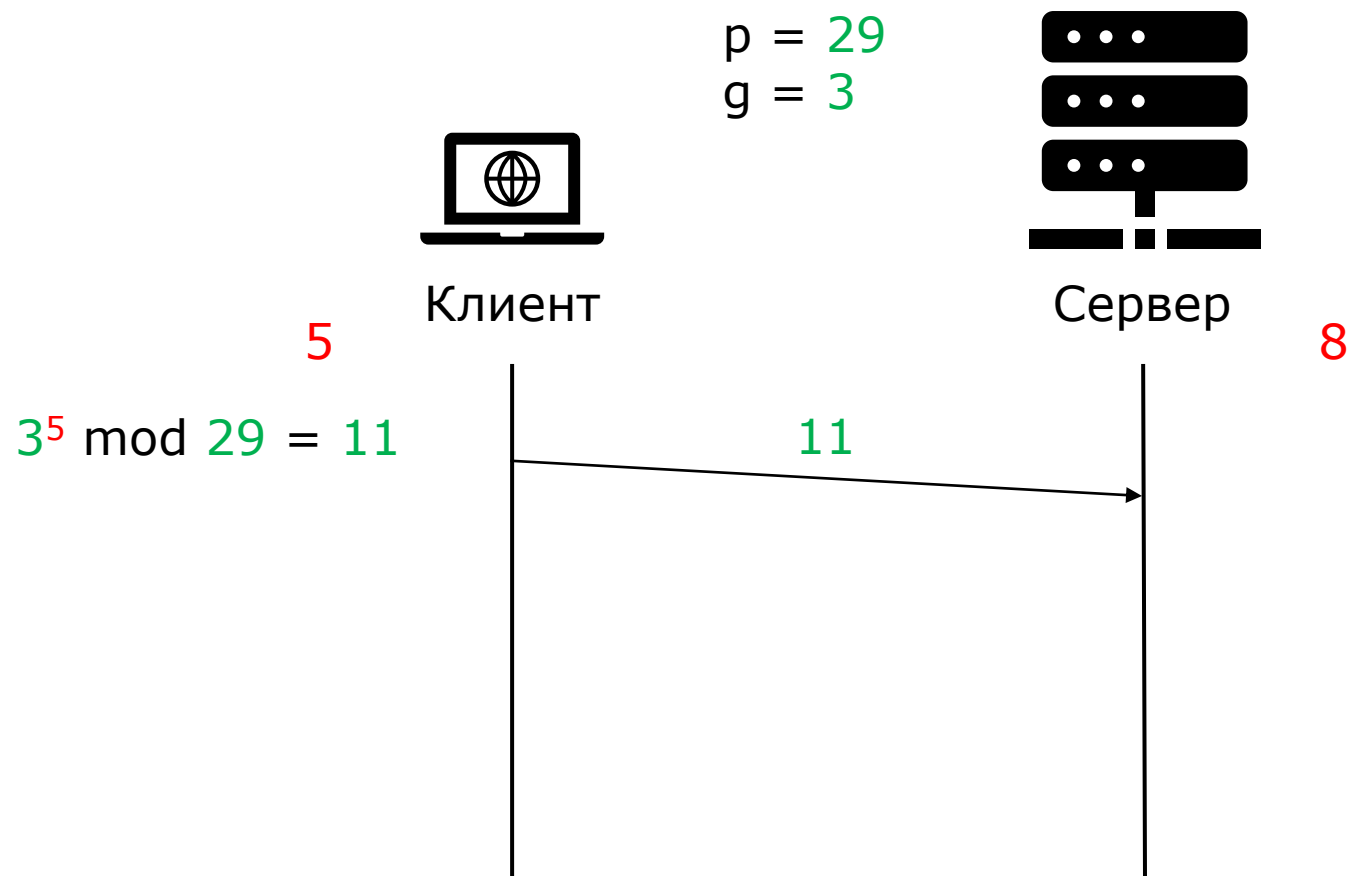 p = 29
g = 3
Клиент
Сервер
5
8
3⁵ mod 29 = 11
11